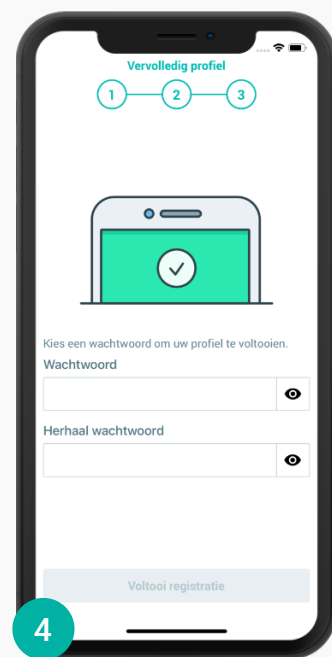 Vervolledig profiel
1 2 3
Kies een wachtwoord om uw profiel te voltooien.
Wachtwoord
Herhaal wachtwoord
Voltooi registratie
4